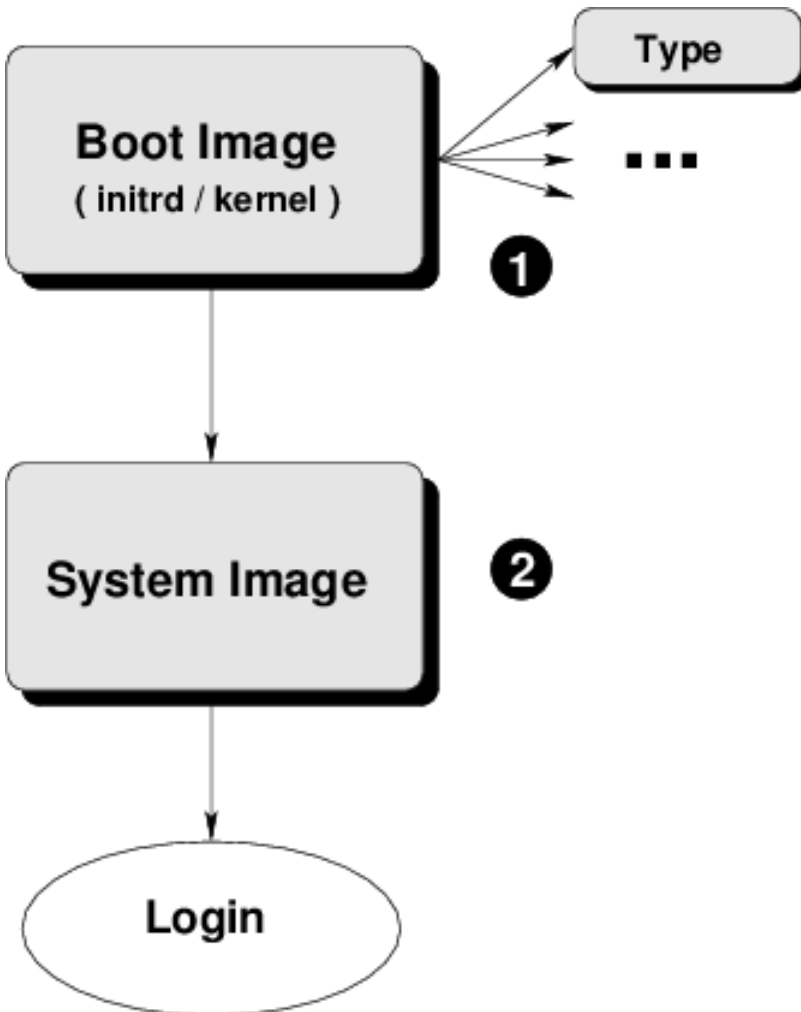 Type
Boot Image
( initrd / kernel )
...
1
System Image
2
Login